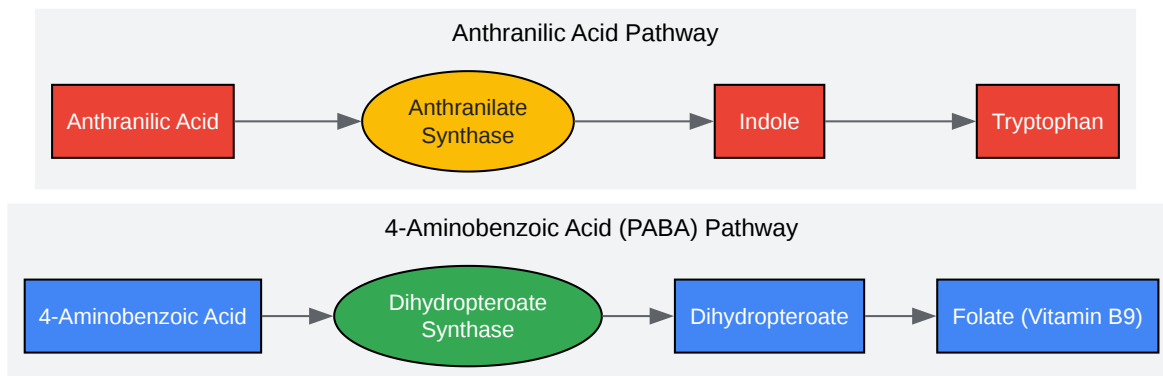 Anthranilic Acid Pathway
Anthranilic Acid
Anthranilate
Synthase
Indole
Tryptophan
4-Aminobenzoic Acid (PABA) Pathway
4-Aminobenzoic Acid
Dihydropteroate
Synthase
Dihydropteroate
Folate (Vitamin B9)